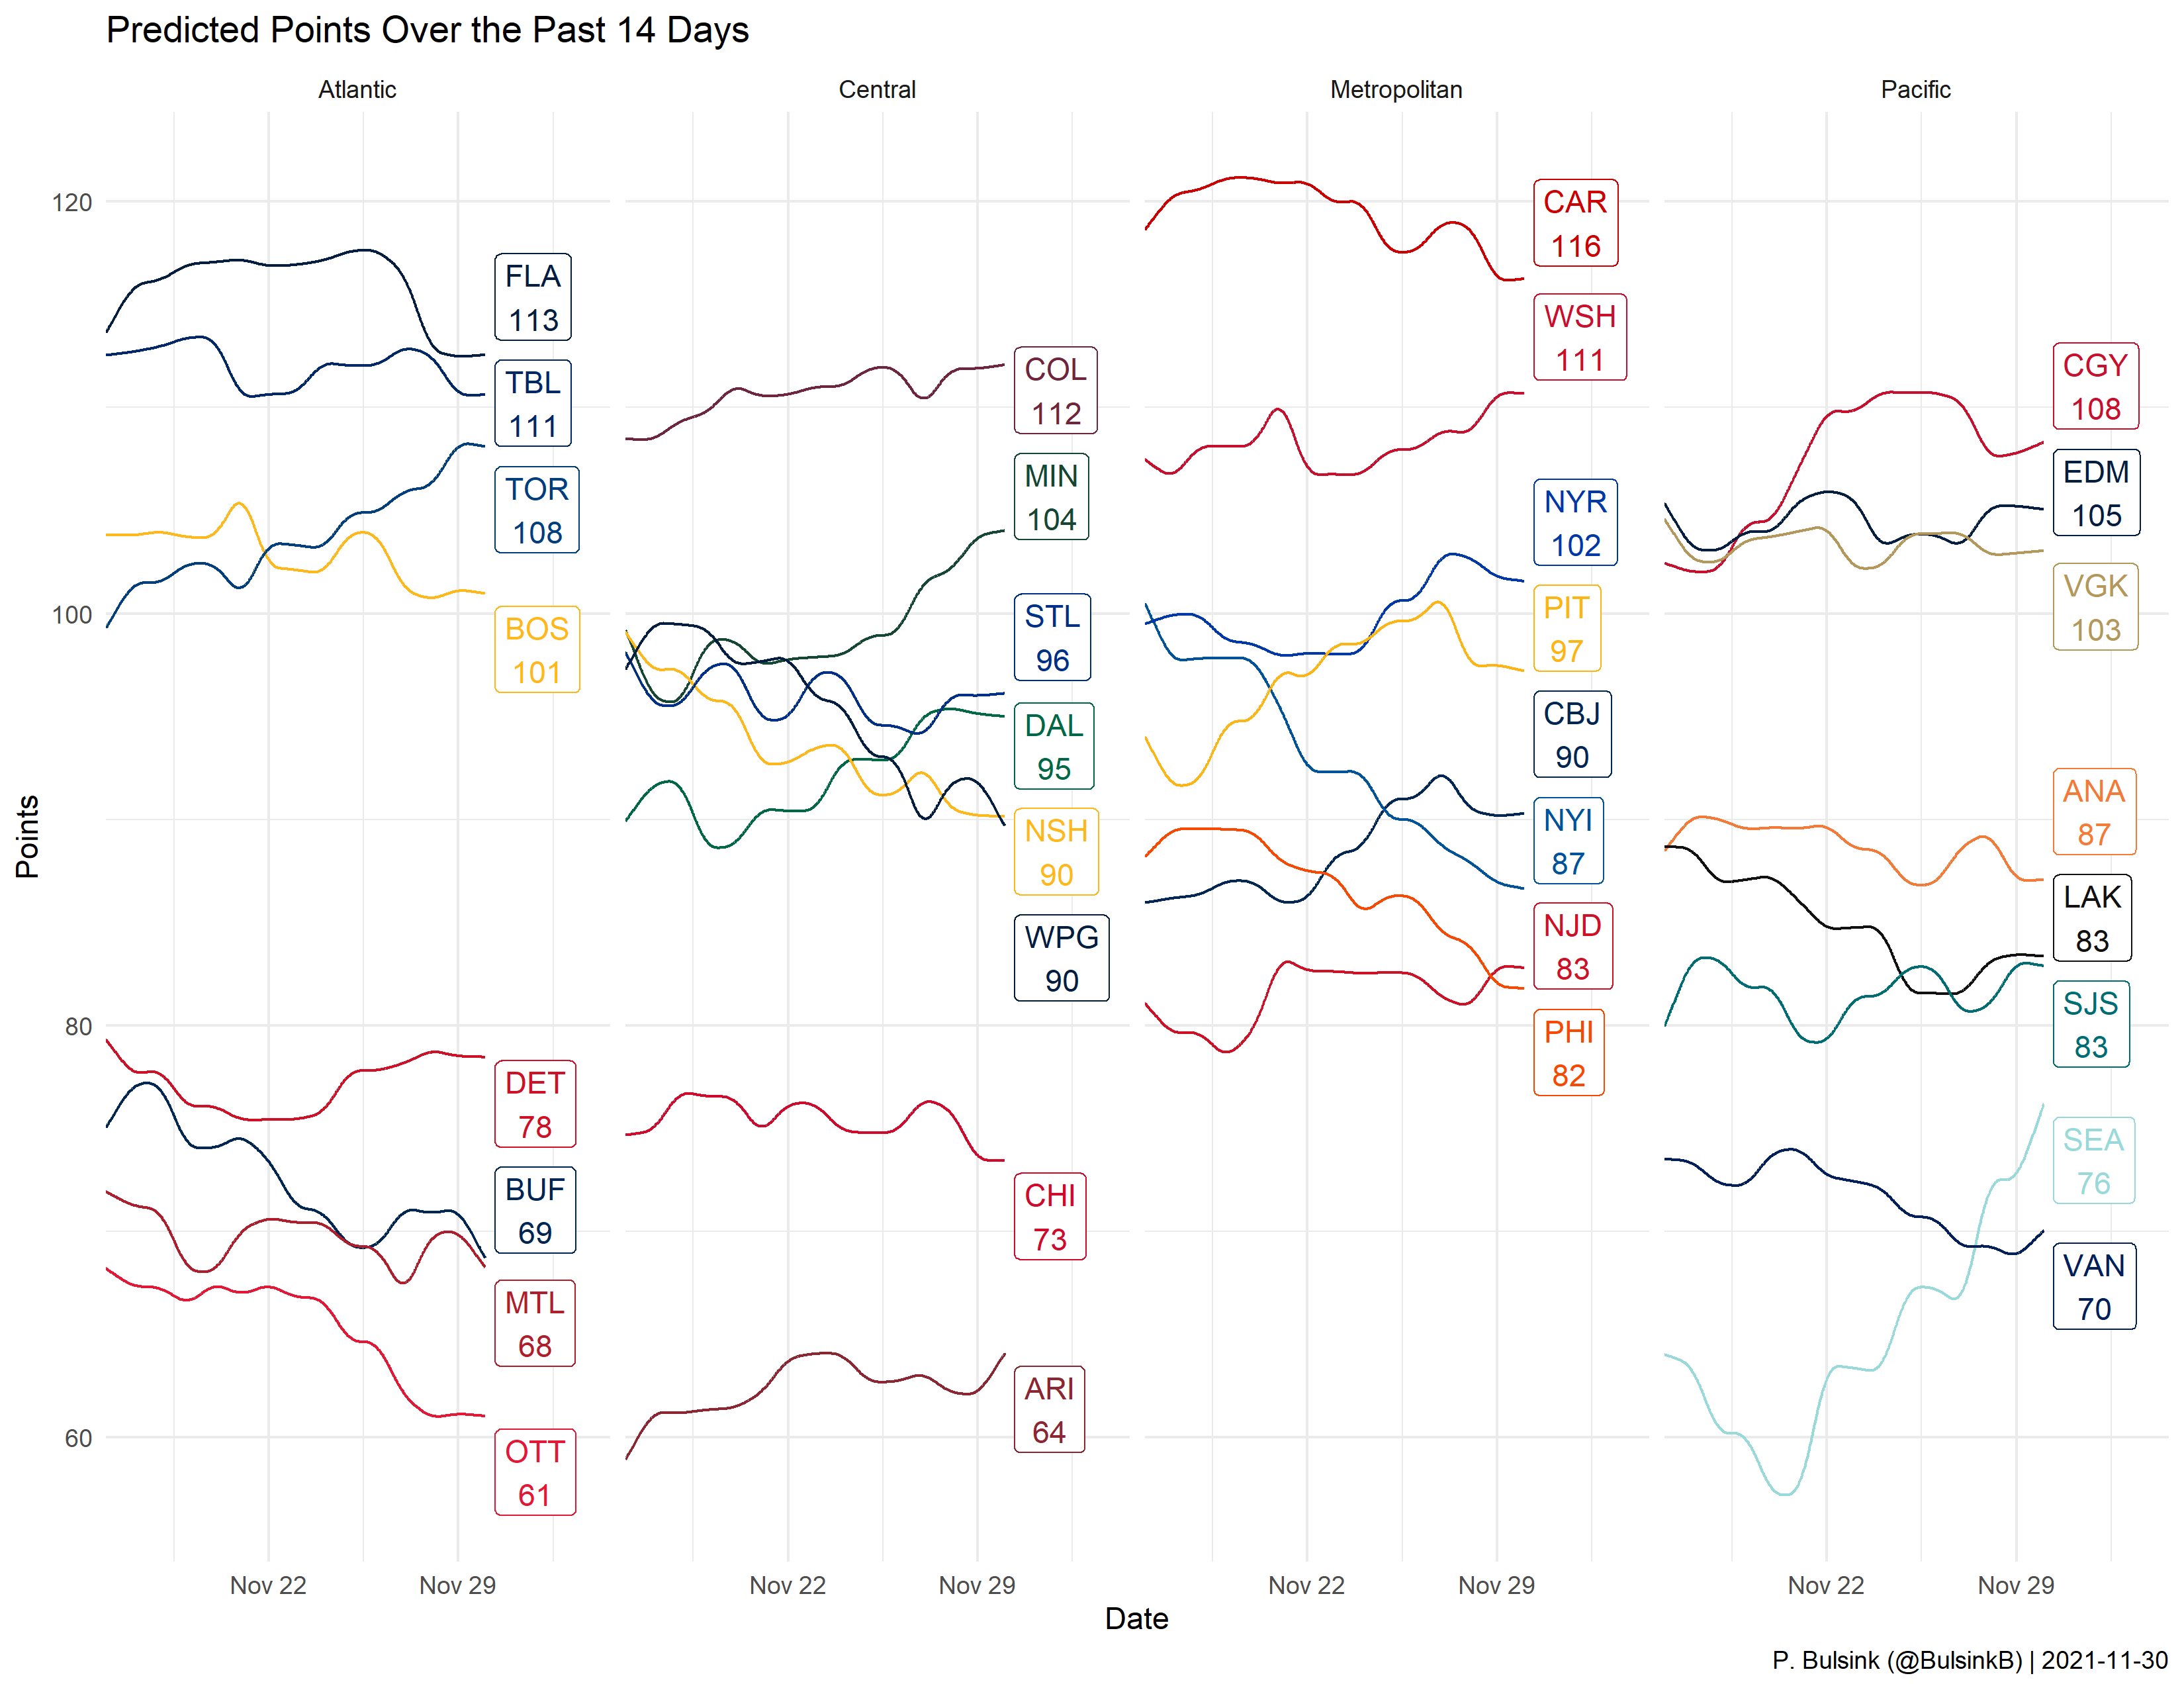 Predicted Points Over the Past 14 Days
Atlantic
Central
Metropolitan
Pacific
Points
120
100
80
60
FLA
113
TBL
111
TOR
108
BOS
101
DET
78
BUF
69
MTL
68
OTT
61
COL
112
MIN
104
STL
96
DAL
95
NSH
90
WPG
90
CHI
73
ARI
64
CAR
116
WSH
111
NYR
102
PIT
97
CBJ
90
NYI
87
NJD
83
PHI
82
CGY
108
EDM
105
VGK
103
ANA
87
LAK
83
SJS
83
SEA
76
VAN
70
Nov 22
Nov 29
Nov 22
Nov 29
Nov 22
Nov 29
Nov 22
Nov 29
Date
P. Bulsink (@BulsinkB) | 2021-11-30